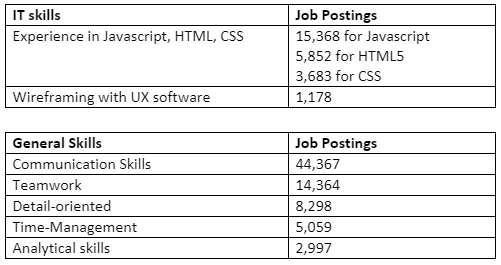 IT skills Job Postings
Experience in Javascript, HTML, CSS 15,368 for Javascript
5,852 for HTML5
3,683 for CSS
Wireframing with UX software 1,178
General Skills Job Postings
Communication Skills 44,367
Teamwork 14,364
Detail-oriented 8,298
Time-Management 5,059
Analytical skills 2,997